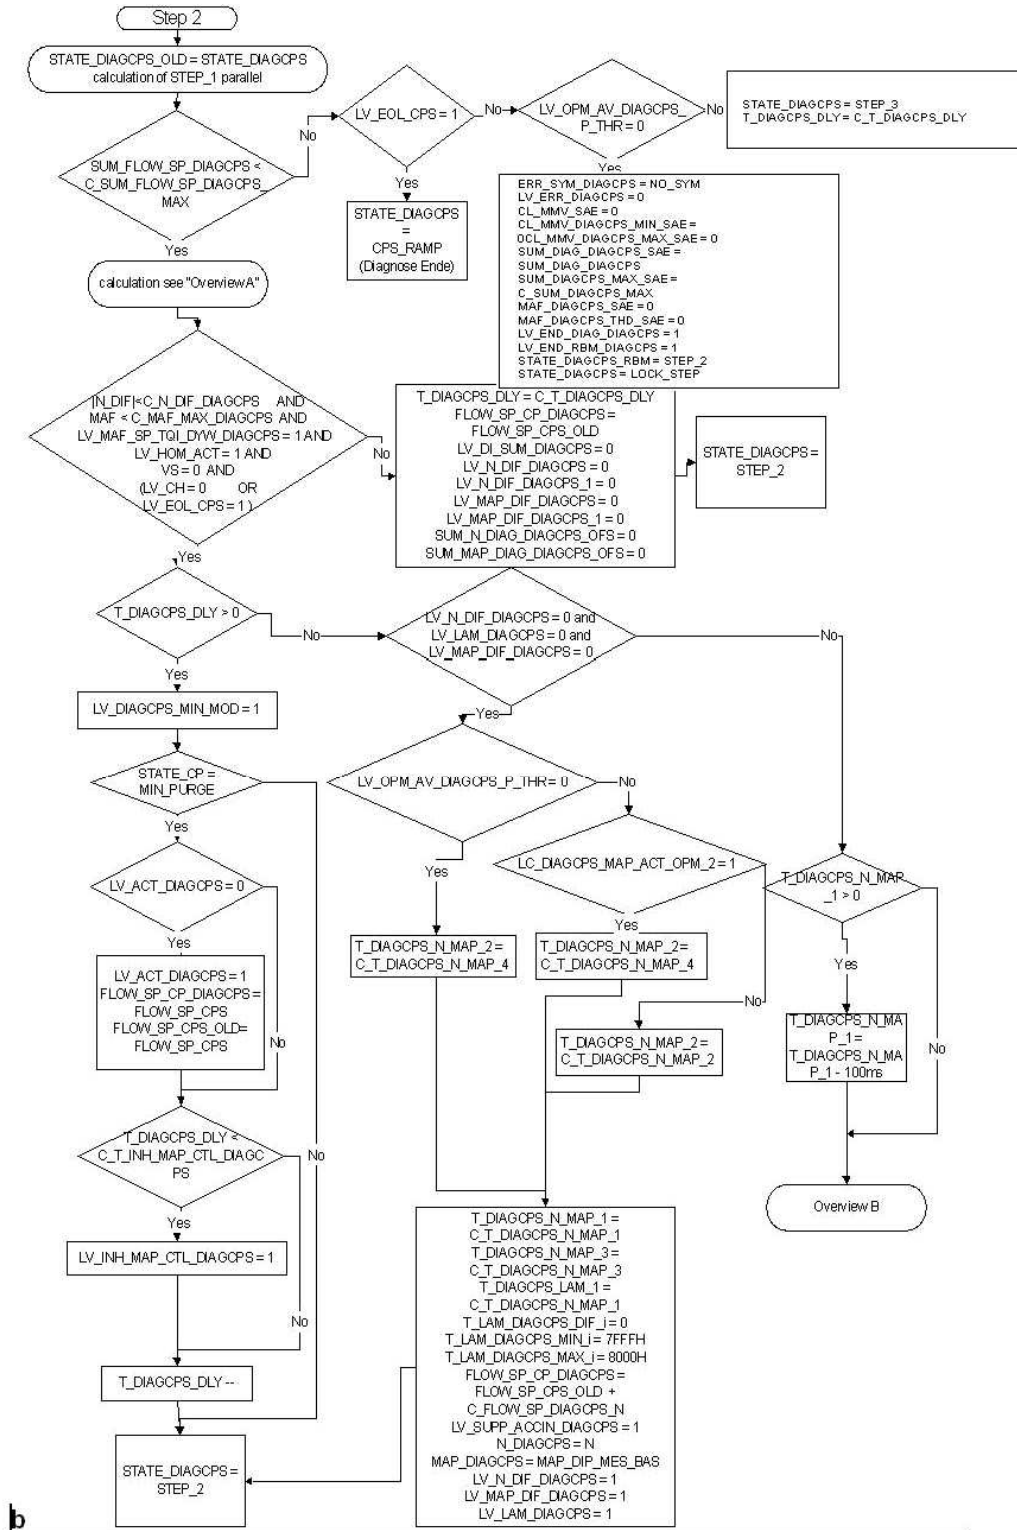 Step 2
STATE_DIAGCPS_OLD = STATE_DIAGCPS
calculation of STEP_1 parallel
SUM_FLOW_SP_DIAGCPS <
C_SUM_FLOW_SP_DIAGCPS_
MAX
No
LV_EOL_CPS = 1
No
LV_OPM_AV_DIAGCPS_
P_THR = 0
No
STATE_DIAGCPS = STEP_3
T_DIAGCPS_DLY = C_T_DIAGCPS_DLY
Yes
STATE_DIAGCPS
=
CPS_RAMP
(Diagnose Ende)
Yes
ERR_SYM_DIAGCPS = NO_SYM
LV_ERR_DIAGCPS = 0
CL_MMV_SAE = 0
CL_MMV_DIAGCPS_MIN_SAE =
OCL_MMV_DIAGCPS_MAX_SAE = 0
SUM_DIAG_DIAGCPS_SAE =
SUM_DIAG_DIAGCPS
SUM_DIAGCPS_MAX_SAE =
C_SUM_DIAGCPS_MAX
MAF_DIAGCPS_SAE = 0
MAF_DIAGCPS_THD_SAE = 0
LV_END_DIAG_DIAGCPS = 1
LV_END_RBM_DIAGCPS = 1
STATE_DIAGCPS_RBM = STEP_2
STATE_DIAGCPS = LOCK_STEP
Yes
calculation see "OverviewA"
|N_DIF|<C_N_DIF_DIAGCPS AND
MAF < C_MAF_MAX_DIAGCPS AND
LV_MAF_SP_TQI_DYW_DIAGCPS = 1 AND
LV_HOM_ACT = 1 AND
VS = 0 AND
(LV_CH = 0 OR
LV_EOL_CPS = 1 )
No
T_DIAGCPS_DLY = C_T_DIAGCPS_DLY
FLOW_SP_CP_DIAGCPS =
FLOW_SP_CPS_OLD
LV_DI_SUM_DIAGCPS = 0
LV_N_DIF_DIAGCPS = 0
LV_N_DIF_DIAGCPS_1 = 0
LV_MAP_DIF_DIAGCPS = 0
LV_MAP_DIF_DIAGCPS_1 = 0
SUM_N_DIAG_DIAGCPS_OFS = 0
SUM_MAP_DIAG_DIAGCPS_OFS = 0
STATE_DIAGCPS =
STEP_2
Yes
T_DIAGCPS_DLY > 0
No
LV_N_DIF_DIAGCPS = 0 and
LV_LAM_DIAGCPS = 0 and
LV_MAP_DIF_DIAGCPS = 0
No
Yes
LV_DIAGCPS_MIN_MOD = 1
Yes
STATE_CP =
MIN_PURGE
LV_OPM_AV_DIAGCPS_P_THR = 0
No
Yes
LC_DIAGCPS_MAP_ACT_OPM_2 = 1
T_DIAGCPS_N_MAP
_1 > 0
Yes
LV_ACT_DIAGCPS = 0
Yes
Yes
T_DIAGCPS_N_MAP_2 =
C_T_DIAGCPS_N_MAP_4
T_DIAGCPS_N_MAP_2 =
C_T_DIAGCPS_N_MAP_4
Yes
LV_ACT_DIAGCPS = 1
FLOW_SP_CP_DIAGCPS =
FLOW_SP_CPS
FLOW_SP_CPS_OLD=
FLOW_SP_CPS
No
No
T_DIAGCPS_N_MAP_2 =
C_T_DIAGCPS_N_MAP_2
T_DIAGCPS_N_MA
P_1 =
T_DIAGCPS_N_MA
P_1 - 100ms
No
T_DIAGCPS_DLY <
C_T_INH_MAP_CTL_DIAGC
PS
No
Overview B
Yes
LV_INH_MAP_CTL_DIAGCPS = 1
No
T_DIAGCPS_N_MAP_1 =
C_T_DIAGCPS_N_MAP_1
T_DIAGCPS_N_MAP_3 =
C_T_DIAGCPS_N_MAP_3
T_DIAGCPS_LAM_1 =
C_T_DIAGCPS_N_MAP_1
T_LAM_DIAGCPS_DIF_i = 0
T_LAM_DIAGCPS_MIN_i = 7FFFH
T_LAM_DIAGCPS_MAX_i = 8000H
FLOW_SP_CP_DIAGCPS =
FLOW_SP_CPS_OLD +
C_FLOW_SP_DIAGCPS_N
LV_SUPP_ACCIN_DIAGCPS = 1
N_DIAGCPS = N
MAP_DIAGCPS = MAP_DIP_MES_BAS
LV_N_DIF_DIAGCPS = 1
LV_MAP_DIF_DIAGCPS = 1
LV_LAM_DIAGCPS = 1
T_DIAGCPS_DLY --
STATE_DIAGCPS =
STEP_2
b